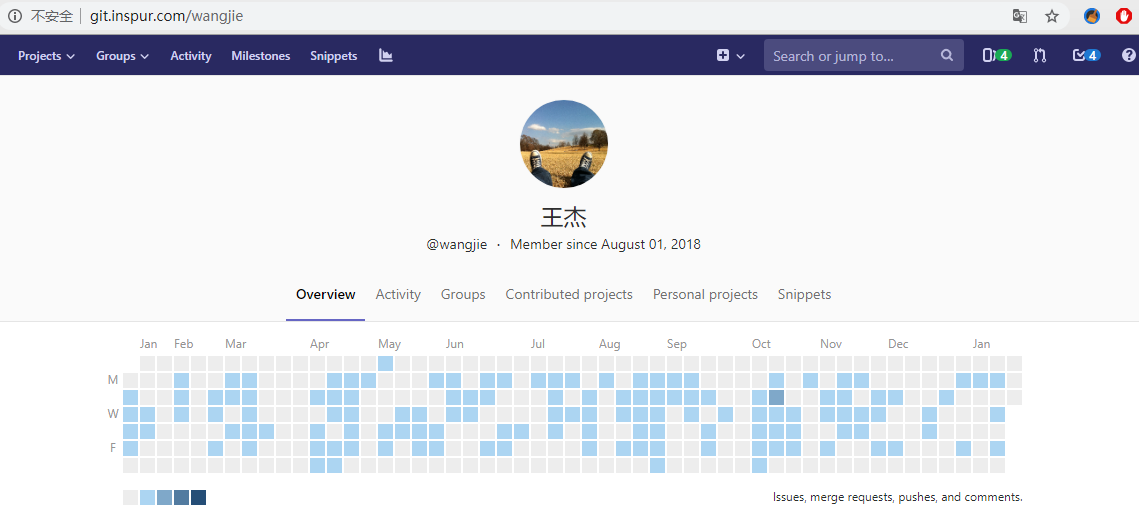 不安全 git.inspur.com/wangjie
Projects Groups Activity Milestones Snippets Search or jump to... 4 4
王杰
@wangjie · Member since August 01, 2018
Overview Activity Groups Contributed projects Personal projects Snippets
Jan Feb Mar Apr May Jun Jul Aug Sep Oct Nov Dec Jan
M
W
F
Issues, merge requests, pushes, and comments.